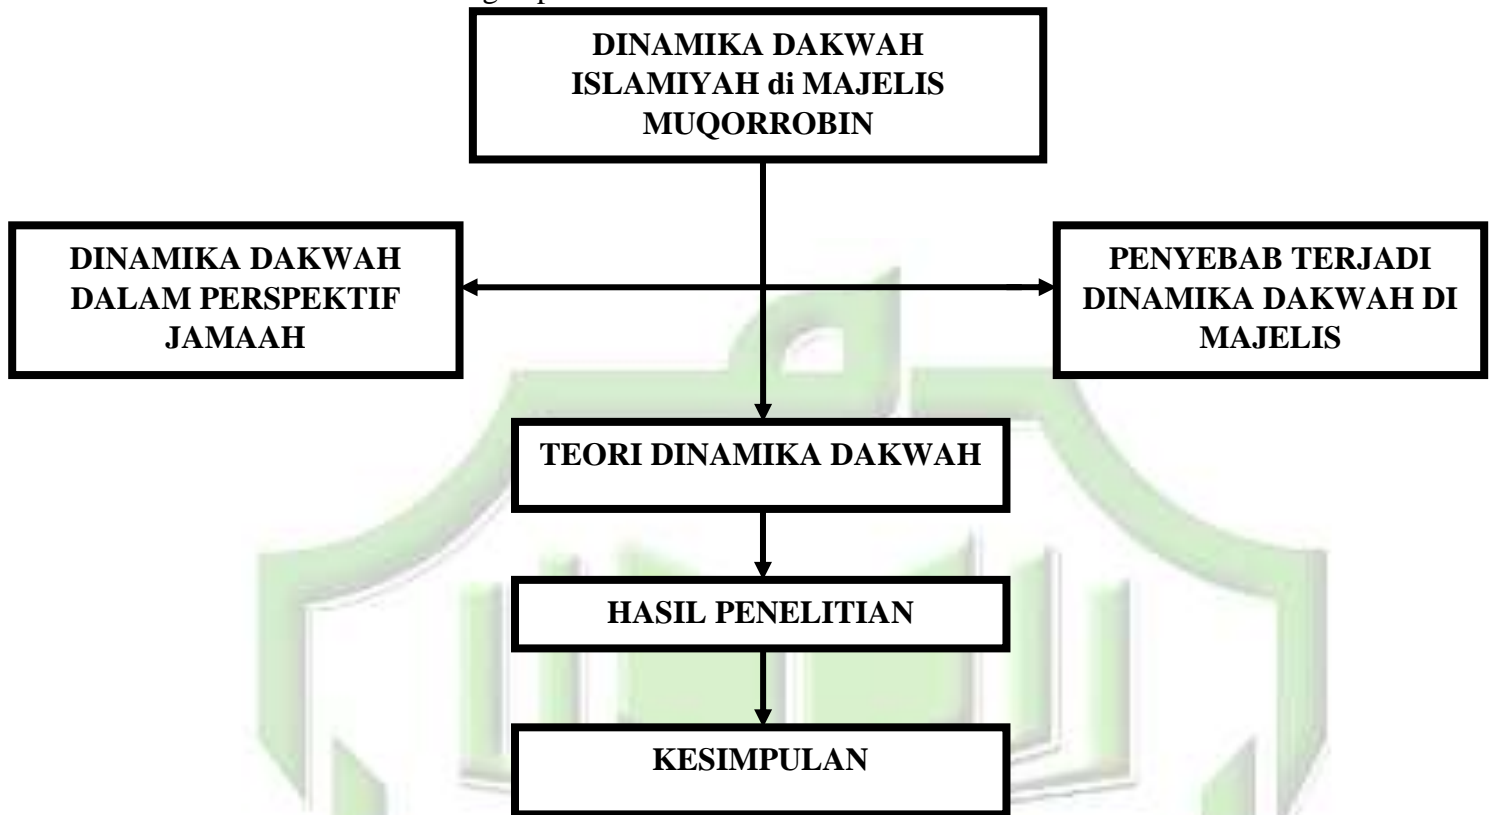 DINAMIKA DAKWAH
ISLAMIYAH di MAJELIS
MUQORROBIN
DINAMIKA DAKWAH
DALAM PERSPEKTIF
JAMAAH
PENYEBAB TERJADI
DINAMIKA DAKWAH DI
MAJELIS
TEORI DINAMIKA DAKWAH
HASIL PENELITIAN
KESIMPULAN